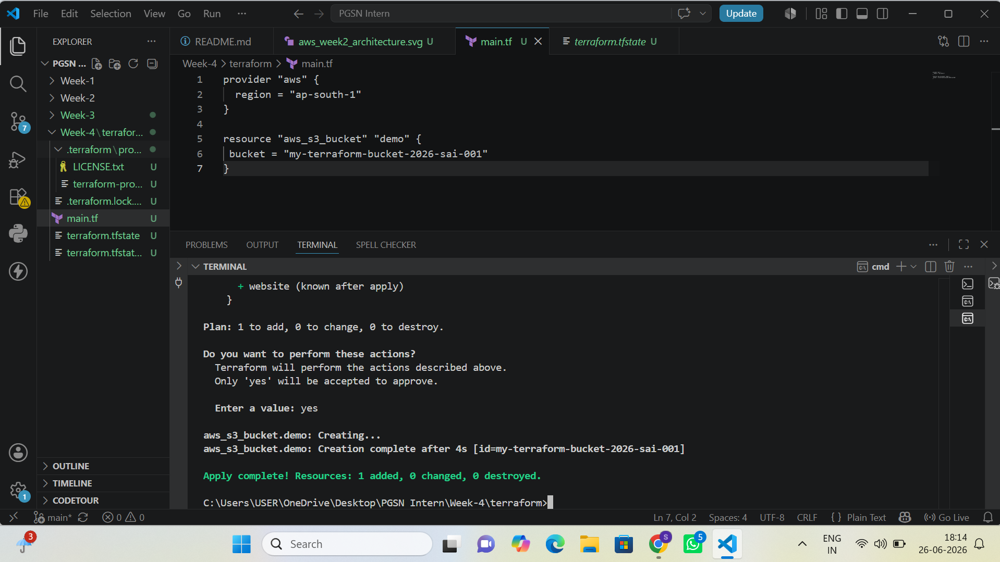 File Edit Selection View Go Run ··· PGSN Intern Update
EXPLORER ···
README.md aws_week2_architecture.svg U main.tf U terraform.tfstate U
PGSN ...
Week-1
Week-2
Week-3
Week-4\terrafor...
.terraform\pro...
LICENSE.txt U
terraform-pro... U
.terraform.lock.... U
main.tf U
terraform.tfstate U
terraform.tfstat... U
7
OUTLINE
TIMELINE
CODETOUR
1
Week-4 > terraform > main.tf
1 provider "aws" {
2 region = "ap-south-1"
3 }
4
5 resource "aws_s3_bucket" "demo" {
6 bucket = "my-terraform-bucket-2026-sai-001"
7 }
PROBLEMS OUTPUT TERMINAL SPELL CHECKER
TERMINAL cmd
+ website (known after apply)
}
Plan: 1 to add, 0 to change, 0 to destroy.
Do you want to perform these actions?
Terraform will perform the actions described above.
Only 'yes' will be accepted to approve.
Enter a value: yes
aws_s3_bucket.demo: Creating...
aws_s3_bucket.demo: Creation complete after 4s [id=my-terraform-bucket-2026-sai-001]
Apply complete! Resources: 1 added, 0 changed, 0 destroyed.
C:\Users\USER\OneDrive\Desktop\PGSN Intern\Week-4\terraform>
main* 0 0 Ln 7, Col 2 Spaces: 4 UTF-8 CRLF { } Plain Text Go Live
3 Search S 5 ENG IN 18:14
26-06-2026